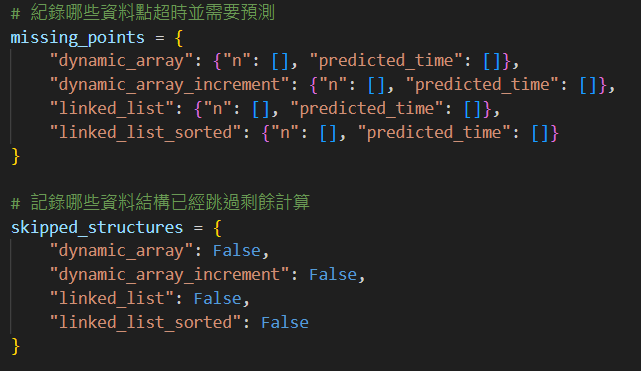 # 紀錄哪些資料點超時並需要預測
missing_points = {
    "dynamic_array": {"n": [], "predicted_time": []},
    "dynamic_array_increment": {"n": [], "predicted_time": []},
    "linked_list": {"n": [], "predicted_time": []},
    "linked_list_sorted": {"n": [], "predicted_time": []}
}
# 記錄哪些資料結構已經跳過剩餘計算
skipped_structures = {
    "dynamic_array": False,
    "dynamic_array_increment": False,
    "linked_list": False,
    "linked_list_sorted": False
}